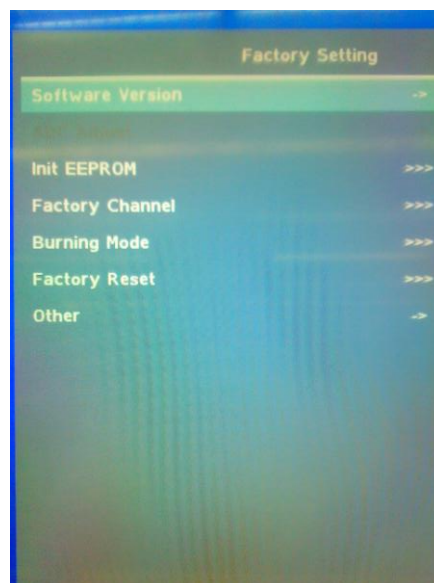 Factory Setting
Software Version ->
Init EEPROM >>>
Factory Channel >>>
Burning Mode >>>
Factory Reset >>>
Other ->